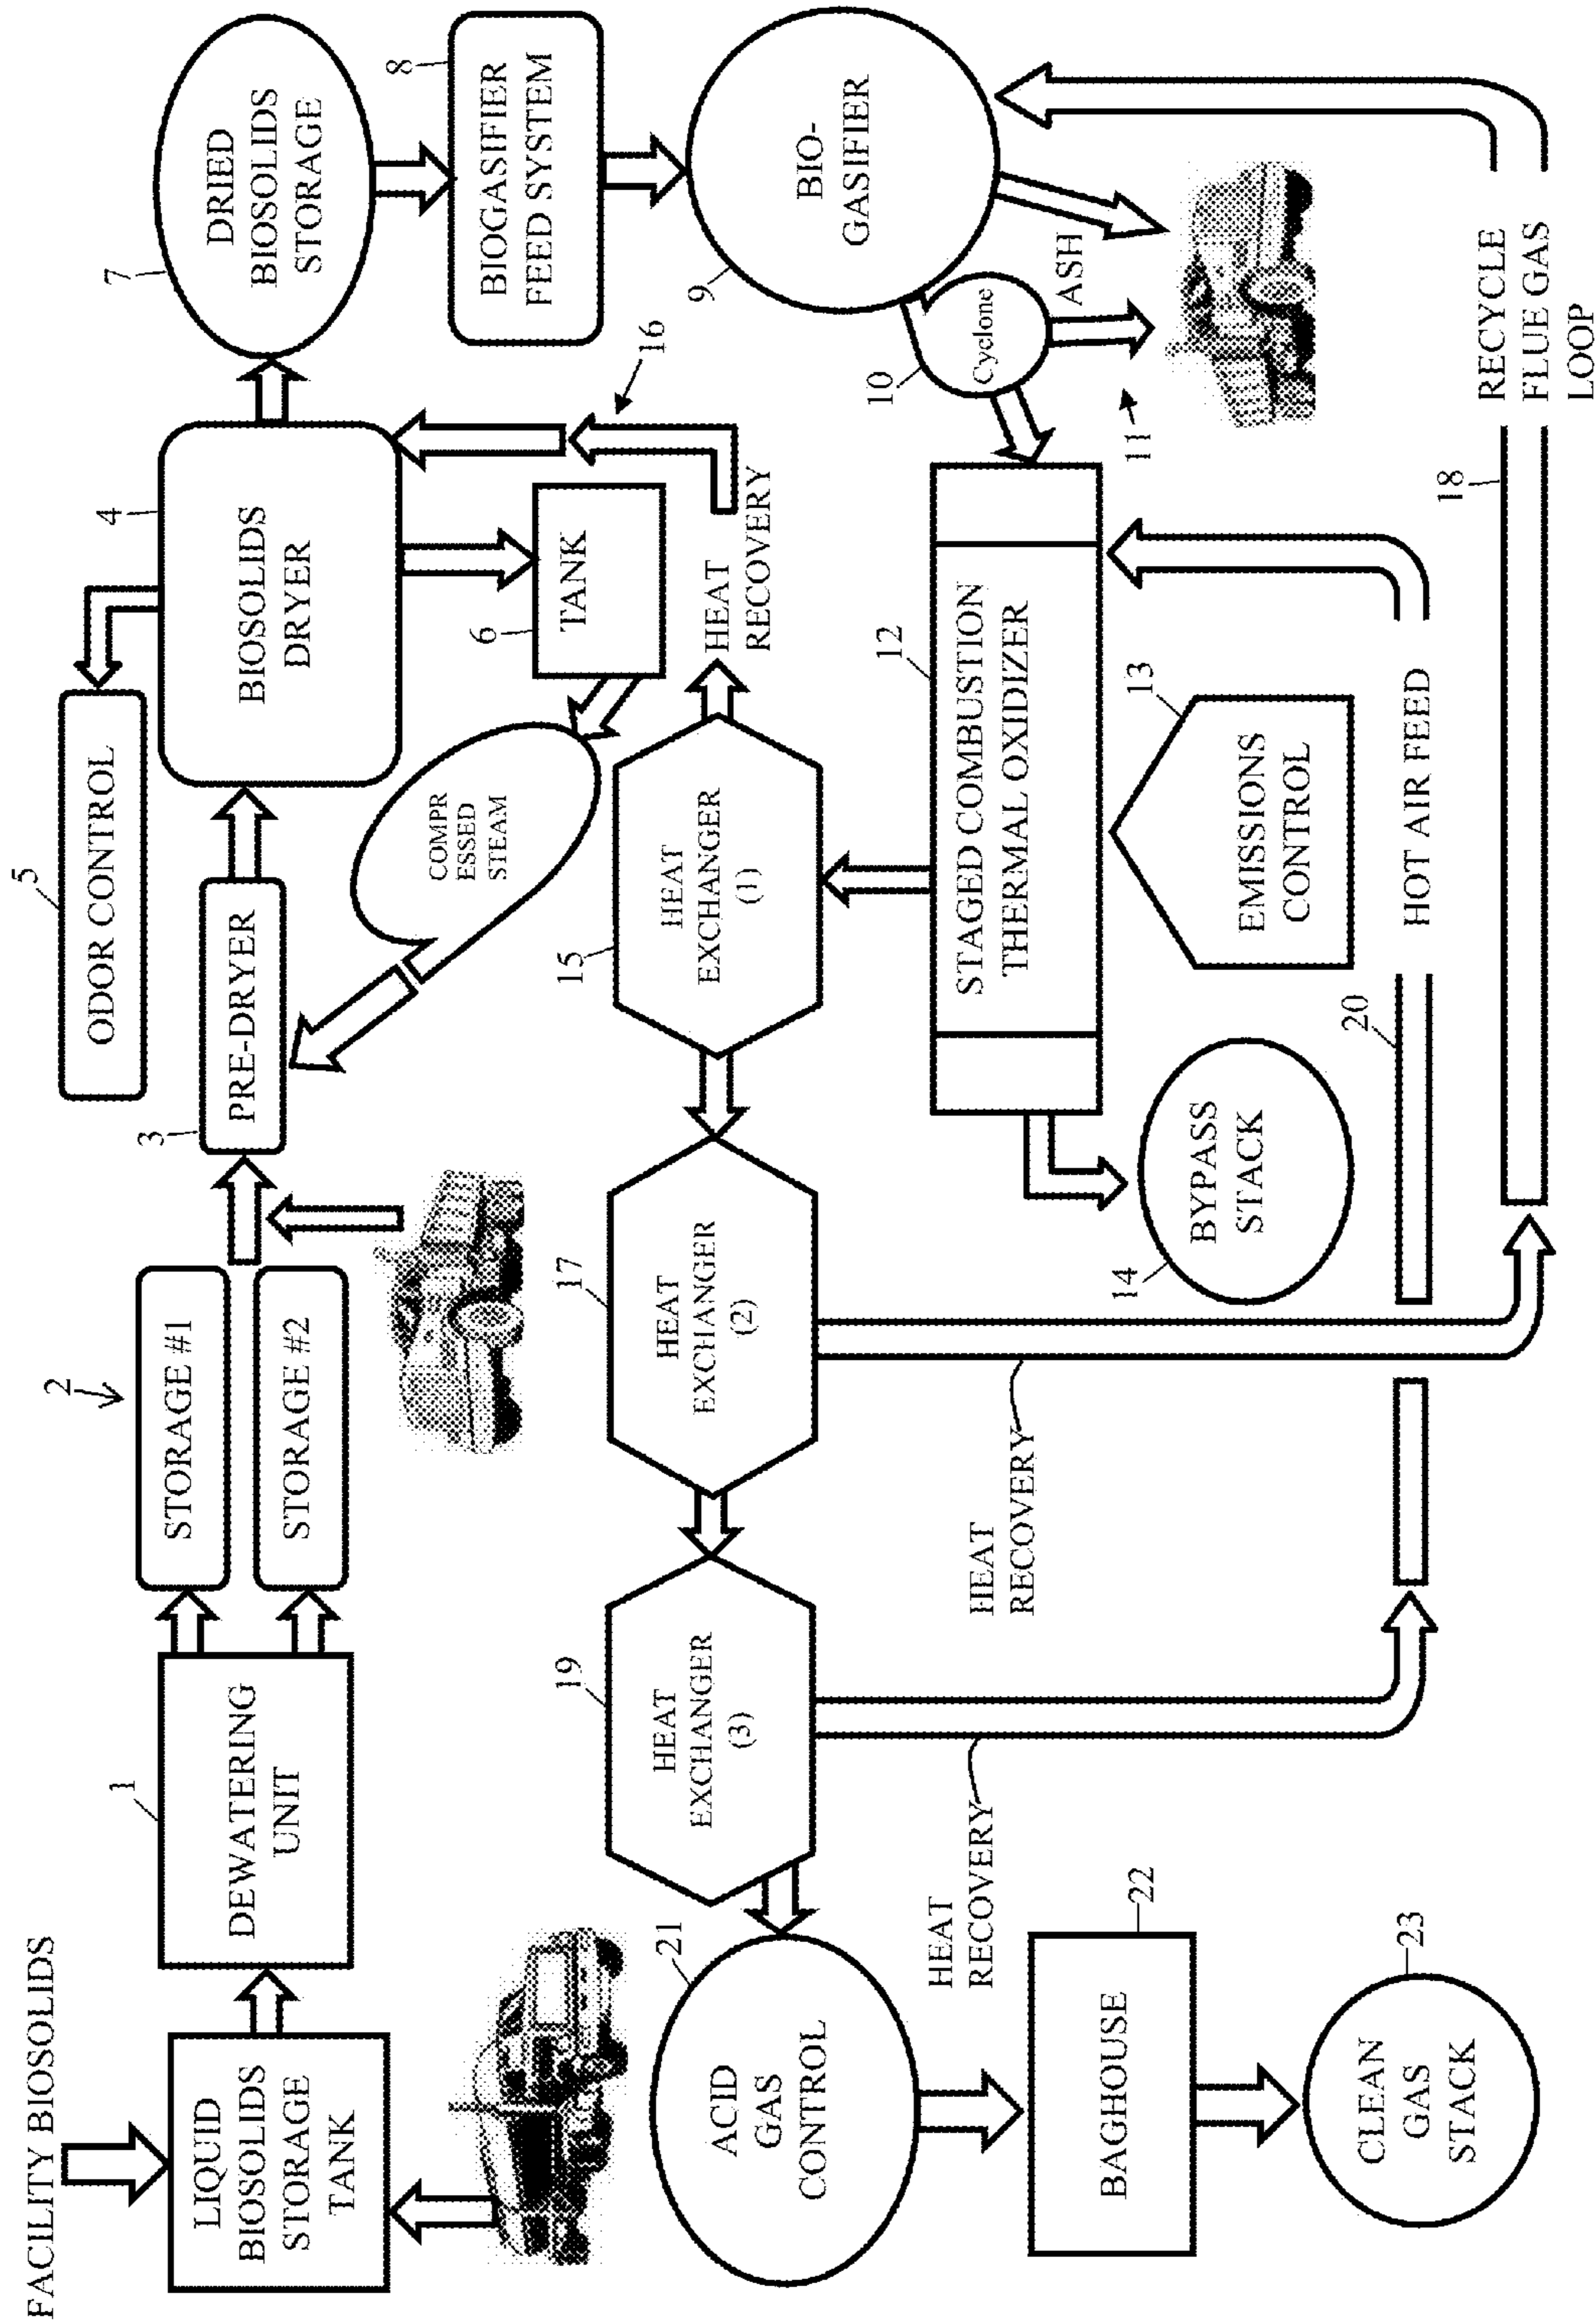 FACILITY BIOSOLIDS
LIQUID
BIOSOLIDS
STORAGE
TANK
1
DEWATERING
UNIT
2
STORAGE #1
STORAGE #2
3
PRE-DRYER
5
ODOR CONTROL
4
BIOSOLIDS
DRYER
6
TANK
COMPR
ESSED
STEAM
7
DRIED
BIOSOLIDS
STORAGE
8
BIOGASIFIER
FEED SYSTEM
9
BIO-
GASIFIER
10
Cyclone
ASH
11
16
HEAT
RECOVERY
12
STAGED COMBUSTION
THERMAL OXIDIZER
13
EMISSIONS
CONTROL
14
BYPASS
STACK
15
HEAT
EXCHANGER
(1)
17
HEAT
EXCHANGER
(2)
HEAT
RECOVERY
18
RECYCLE
FLUE GAS
LOOP
19
HEAT
EXCHANGER
(3)
HEAT
RECOVERY
20
HOT AIR FEED
21
ACID
GAS
CONTROL
22
BAGHOUSE
23
CLEAN
GAS
STACK